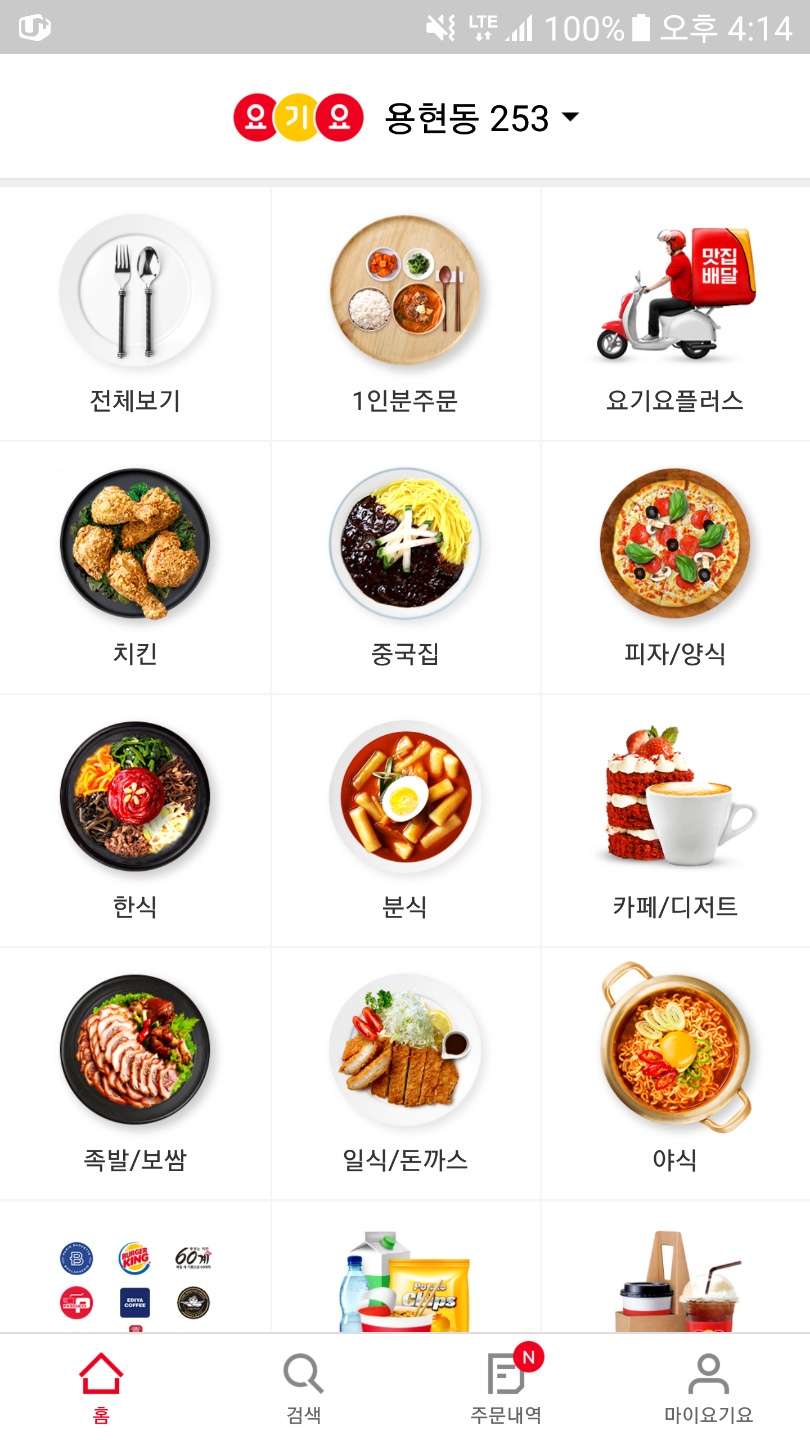 LTE 100% 오후 4:14
요기요 용현동 253
맛집
배달
전체보기 1인분주문 요기요플러스
치킨 중국집 피자/양식
한식 분식 카페/디저트
족발/보쌈 일식/돈까스 야식
BURGER
KING
60계
EDIYA
COFFEE
Potato
Chips
N
홈 검색 주문내역 마이요기요